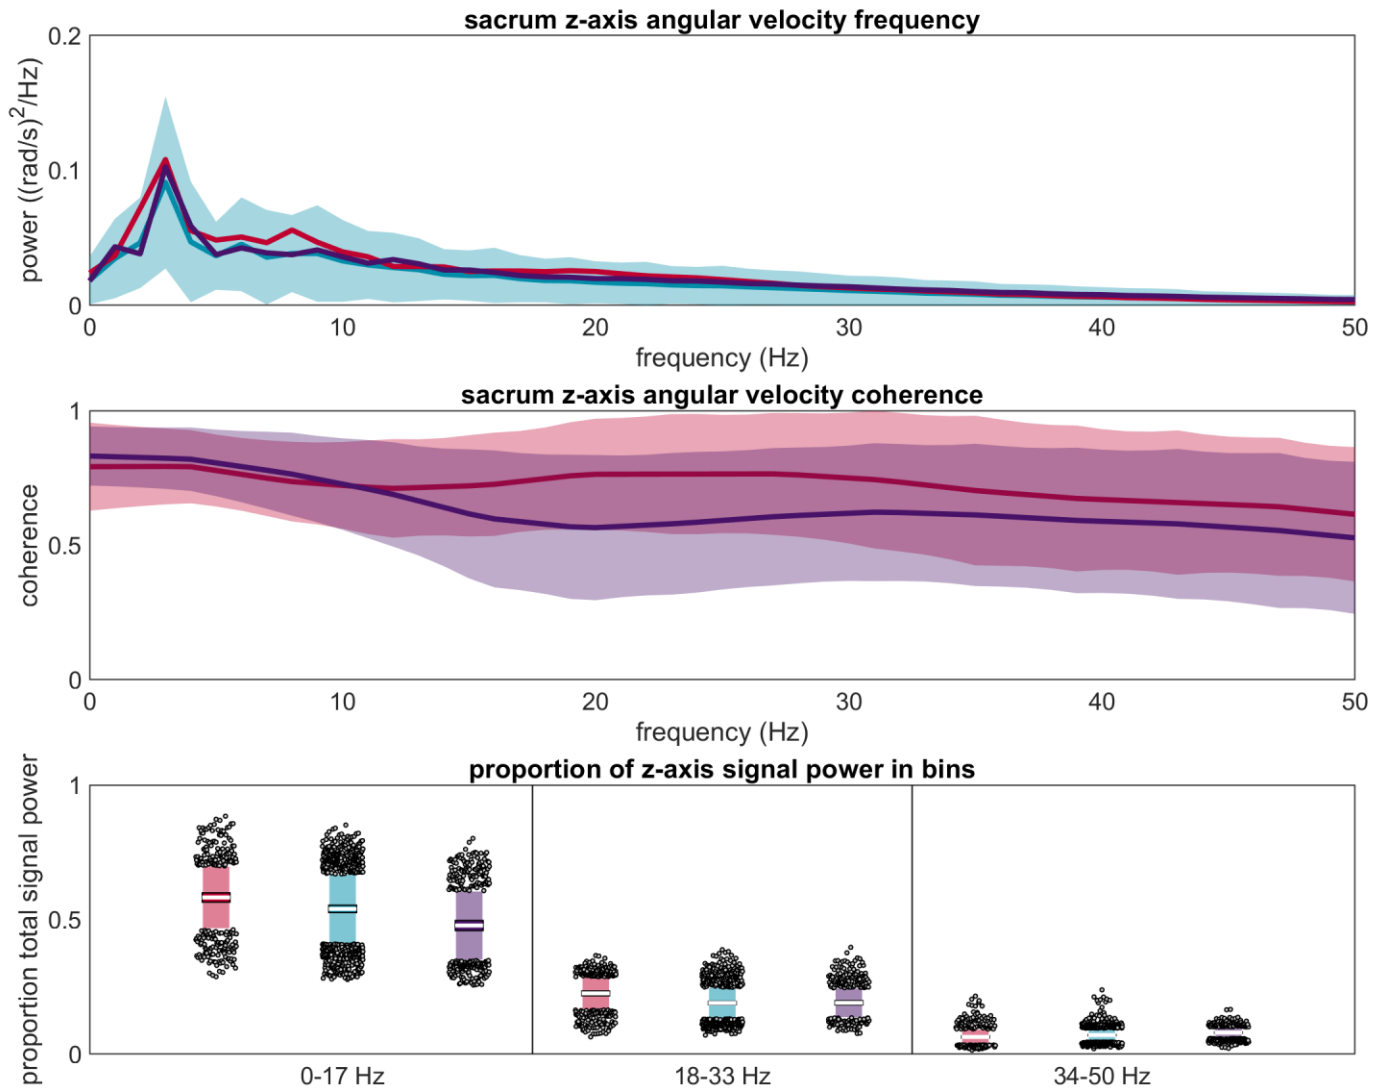 sacrum z-axis angular velocity frequency
0.2
0.1
0
power ((rad/s)²/Hz)
0 10 20 30 40 50
frequency (Hz)
sacrum z-axis angular velocity coherence
1
0.5
0
coherence
0 10 20 30 40 50
frequency (Hz)
proportion of z-axis signal power in bins
1
0.5
0
proportion total signal power
0-17 Hz 18-33 Hz 34-50 Hz